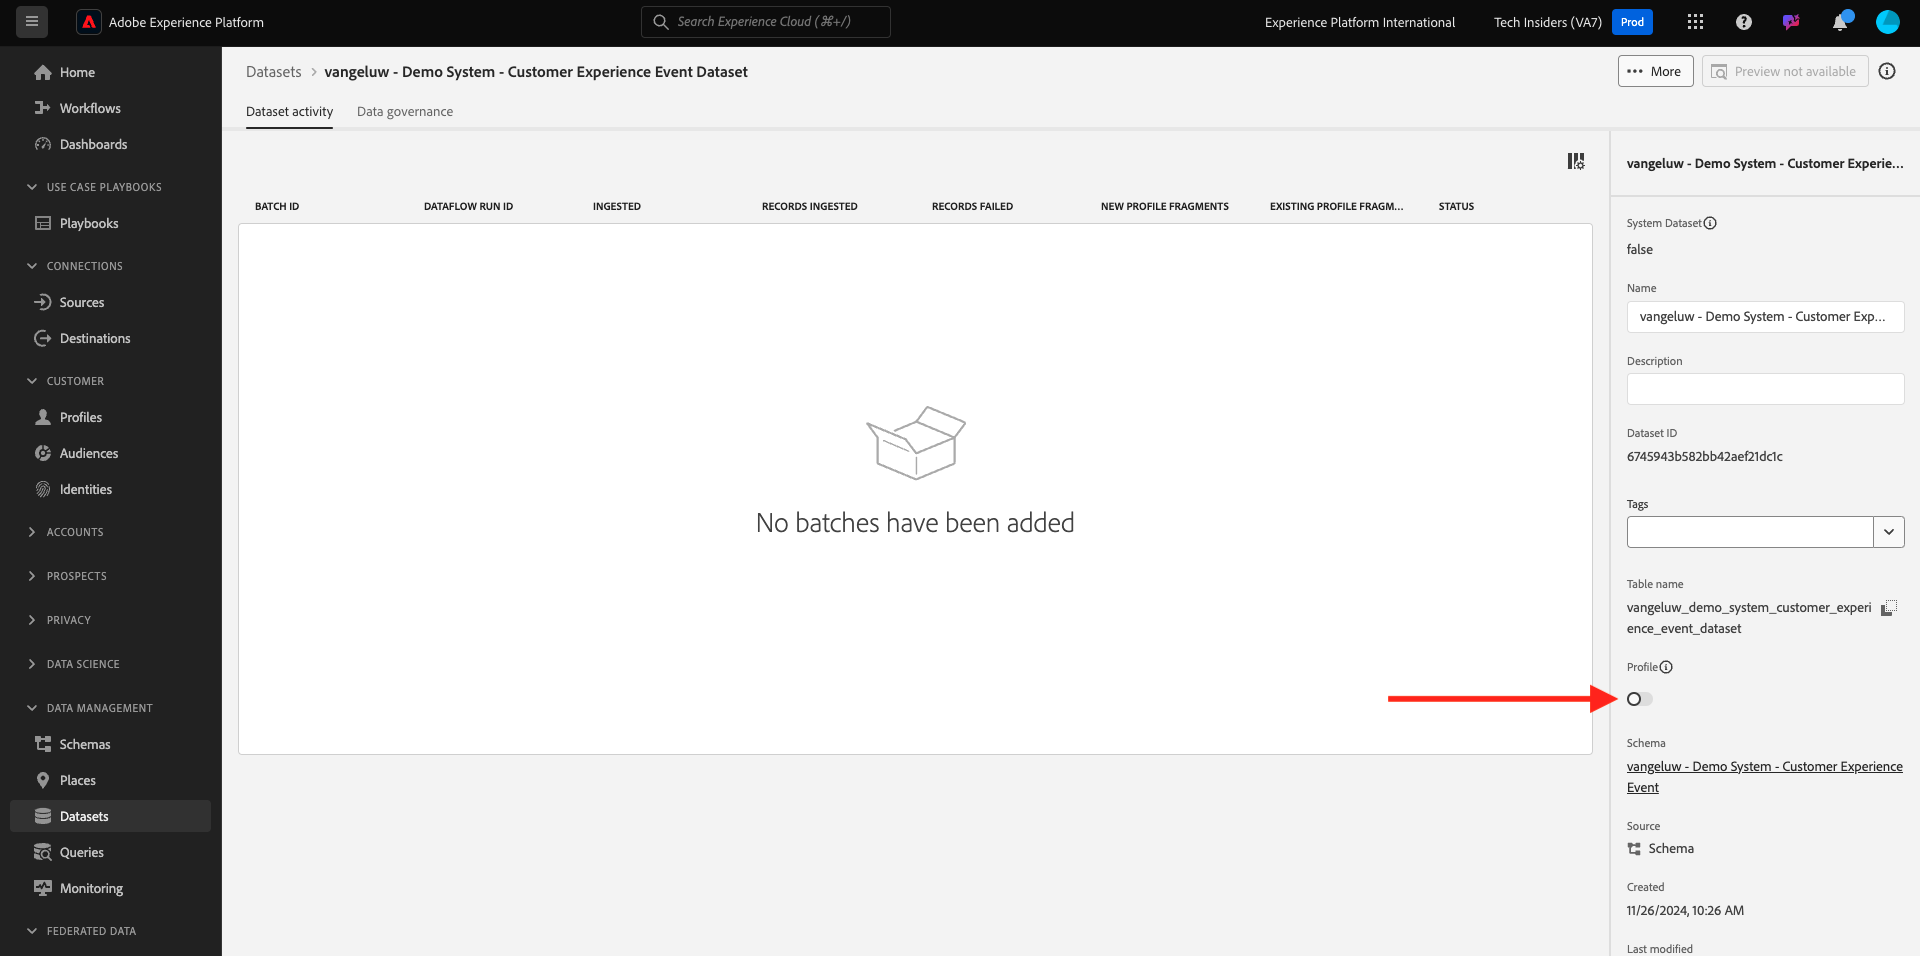 Adobe Experience Platform
Search Experience Cloud (⌘+/)
Experience Platform International
Tech Insiders (VA7)
Prod
Home
Workflows
Dashboards
USE CASE PLAYBOOKS
Playbooks
CONNECTIONS
Sources
Destinations
CUSTOMER
Profiles
Audiences
Identities
ACCOUNTS
PROSPECTS
PRIVACY
DATA SCIENCE
DATA MANAGEMENT
Schemas
Places
Datasets
Queries
Monitoring
FEDERATED DATA
Datasets > vangeluw - Demo System - Customer Experience Event Dataset
More
Preview not available
Dataset activity
Data governance
BATCH ID
DATAFLOW RUN ID
INGESTED
RECORDS INGESTED
RECORDS FAILED
NEW PROFILE FRAGMENTS
EXISTING PROFILE FRAGM...
STATUS
No batches have been added
vangeluw - Demo System - Customer Experie...
System Dataset
false
Name
vangeluw - Demo System - Customer Exp...
Description
Dataset ID
6745943b582bb42aef21dc1c
Tags
Table name
vangeluw_demo_system_customer_experi
ence_event_dataset
Profile
Schema
vangeluw - Demo System - Customer Experience
Event
Source
Schema
Created
11/26/2024, 10:26 AM
Last modified